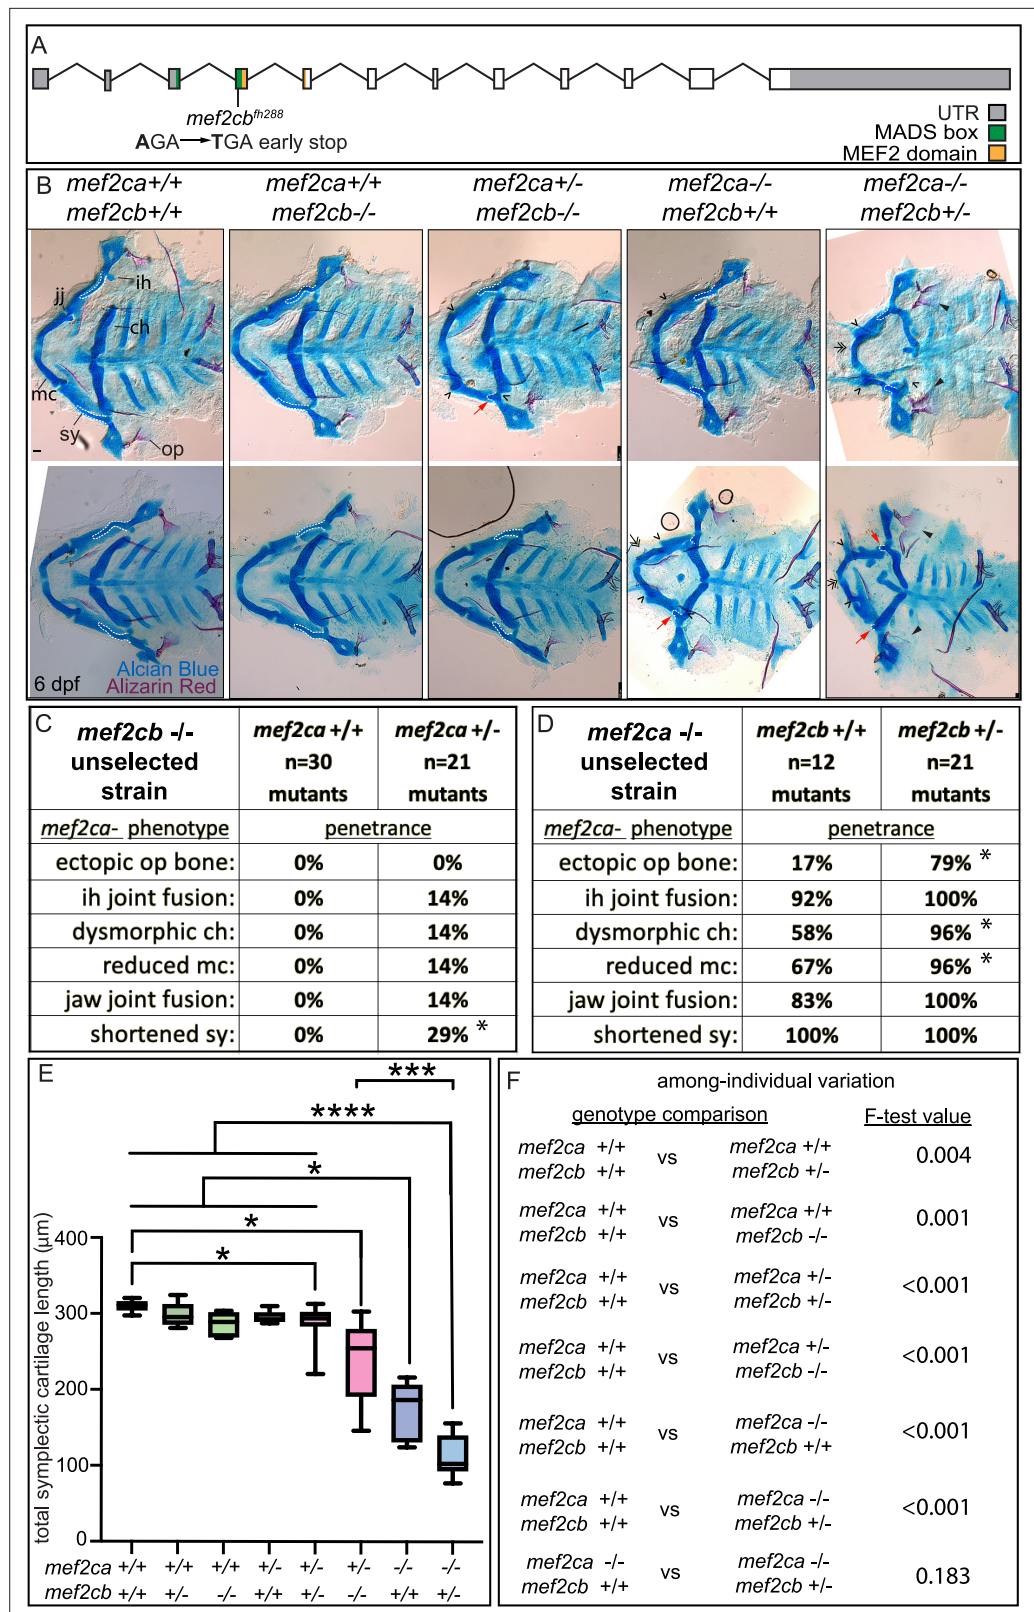 A
mef2cb^fh288
AGA→TGA early stop
UTR
MADS box
MEF2 domain
B
mef2ca+/+ mef2ca+/+ mef2ca+/- mef2ca-/- mef2ca-/-
mef2cb+/+ mef2cb-/- mef2cb-/- mef2cb+/+ mef2cb+/-
ih
jj
ch
mc
sy
op
Alcian Blue
6 dpf Alizarin Red
C
mef2cb -/- unselected strain
mef2ca +/+ n=30 mutants
mef2ca +/- n=21 mutants
mef2ca- phenotype penetrance
ectopic op bone: 0% 0%
ih joint fusion: 0% 14%
dysmorphic ch: 0% 14%
reduced mc: 0% 14%
jaw joint fusion: 0% 14%
shortened sy: 0% 29% *
D
mef2ca -/- unselected strain
mef2cb +/+ n=12 mutants
mef2cb +/- n=21 mutants
mef2ca- phenotype penetrance
ectopic op bone: 17% 79% *
ih joint fusion: 92% 100%
dysmorphic ch: 58% 96% *
reduced mc: 67% 96% *
jaw joint fusion: 83% 100%
shortened sy: 100% 100%
E
***
****
*
*
*
total symplectic cartilage length (µm)
400
300
200
100
0
mef2ca +/+ +/+ +/+ +/- +/- +/- -/- -/-
mef2cb +/+ +/- -/- +/+ +/- -/- +/+ +/-
F
among-individual variation
genotype comparison F-test value
mef2ca +/+ vs mef2ca +/+ 0.004
mef2cb +/+ mef2cb +/-
mef2ca +/+ vs mef2ca +/+ 0.001
mef2cb +/+ mef2cb -/-
mef2ca +/+ vs mef2ca +/- <0.001
mef2cb +/+ mef2cb +/-
mef2ca +/+ vs mef2ca +/- <0.001
mef2cb +/+ mef2cb -/-
mef2ca +/+ vs mef2ca -/- <0.001
mef2cb +/+ mef2cb +/+
mef2ca +/+ vs mef2ca -/- <0.001
mef2cb +/+ mef2cb +/-
mef2ca -/- vs mef2ca -/- 0.183
mef2cb +/+ mef2cb +/-